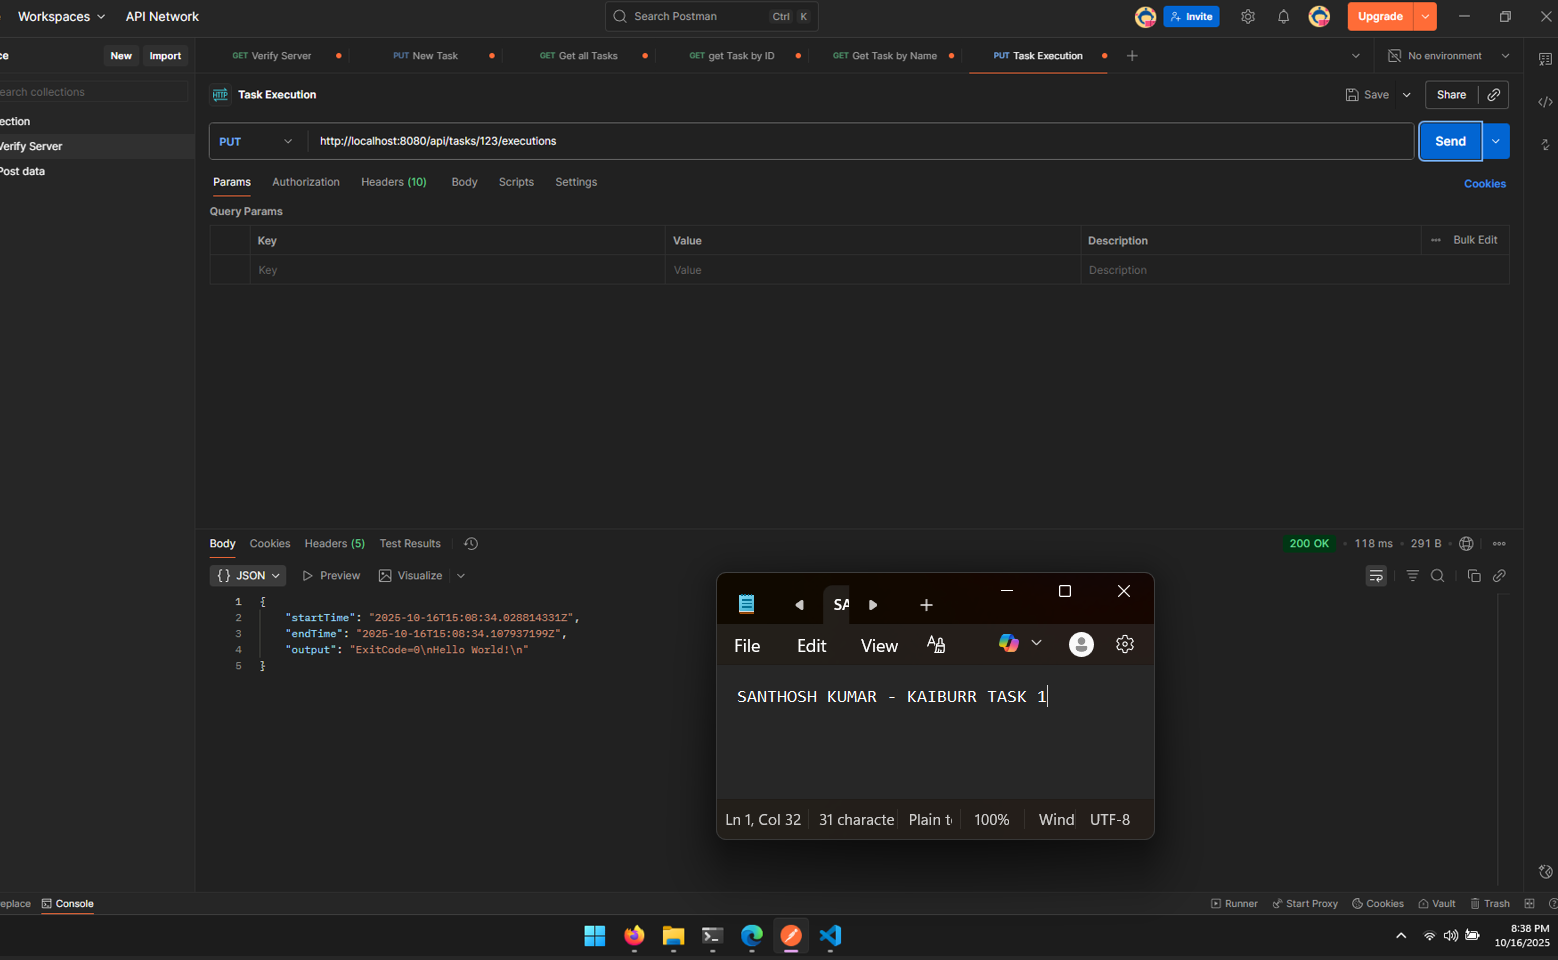 Workspaces API Network Search Postman Ctrl K Invite Upgrade
ce New Import GET Verify Server PUT New Task GET Get all Tasks GET get Task by ID GET Get Task by Name PUT Task Execution No environment
earch collections
HTTP Task Execution Save Share
ection
Verify Server
Post data
PUT http://localhost:8080/api/tasks/123/executions Send
Params Authorization Headers (10) Body Scripts Settings Cookies
Query Params
Key Value Description Bulk Edit
Key Value Description
Body Cookies Headers (5) Test Results 200 OK 118 ms 291 B
{ } JSON Preview Visualize
1 {
2 "startTime": "2025-10-16T15:08:34.028814331Z",
3 "endTime": "2025-10-16T15:08:34.107937199Z",
4 "output": "ExitCode=0\nHello World!\n"
5 }
SA
File Edit View
SANTHOSH KUMAR - KAIBURR TASK 1
Ln 1, Col 32 31 characte Plain t 100% Wind UTF-8
eplace Console Runner Start Proxy Cookies Vault Trash
8:38 PM
10/16/2025